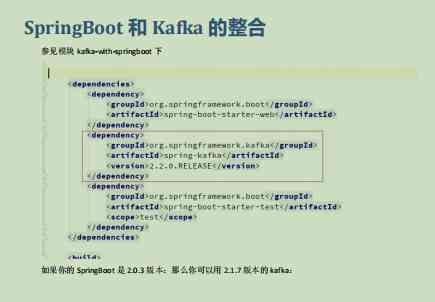 SpringBoot 和 Kafka 的整合
参见模块 kafka-with-springboot 下
<dependencies>
<dependency>
<groupId>org.springframework.boot</groupId>
<artifactId>spring-boot-starter-web</artifactId>
</dependency>
<dependency>
<groupId>org.springframework.kafka</groupId>
<artifactId>spring-kafka</artifactId>
<version>2.2.0.RELEASE</version>
</dependency>
<dependency>
<groupId>org.springframework.boot</groupId>
<artifactId>spring-boot-starter-test</artifactId>
<scope>test</scope>
</dependency>
</dependencies>
<build>
如果你的 SpringBoot 是 2.0.3 版本；那么你可以用 2.1.7 版本的 kafka：